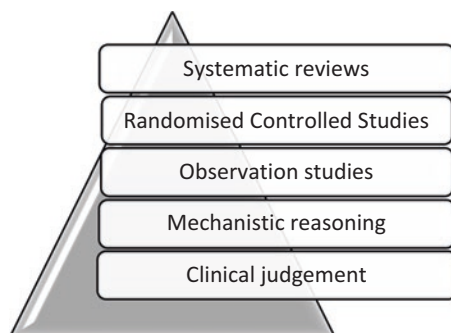 Systematic reviews
Randomised Controlled Studies
Observation studies
Mechanistic reasoning
Clinical judgement